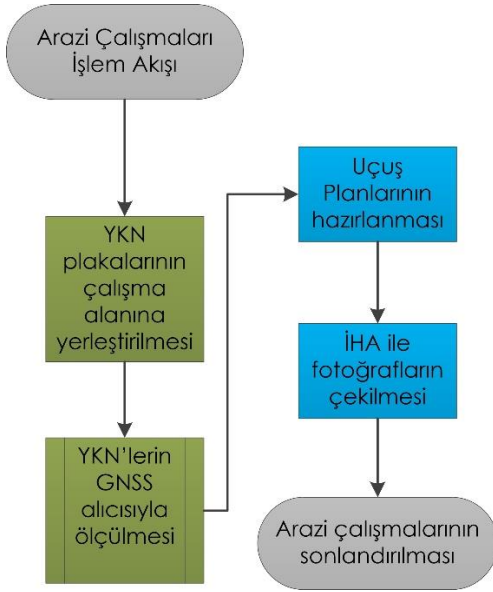 Arazi Çalışmaları
İşlem Akışı
YKN
plakalarının
çalışma
alanına
yerleştirilmesi
YKN'lerin
GNSS
alıcısıyla
ölçülmesi
Uçuş
Planlarının
hazırlanması
İHA ile
fotoğrafların
çekilmesi
Arazi çalışmalarının
sonlandırılması